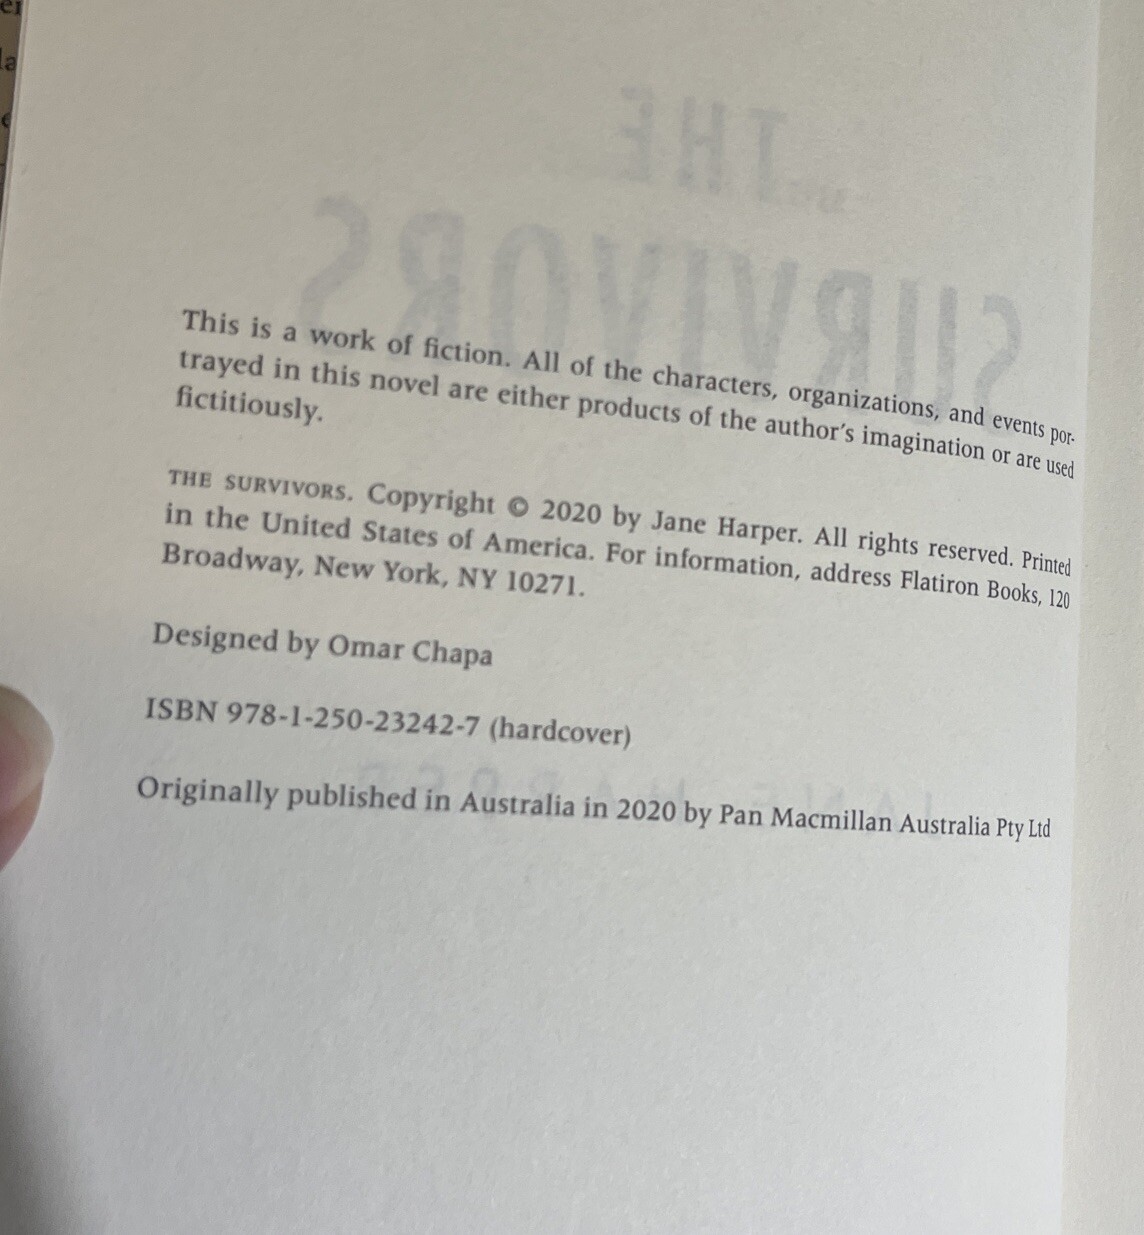 THE
SURVIVORS
This is a work of fiction. All of the characters, organizations, and events por-
trayed in this novel are either products of the author's imagination or are used
fictitiously.
THE SURVIVORS. Copyright © 2020 by Jane Harper. All rights reserved. Printed
in the United States of America. For information, address Flatiron Books, 120
Broadway, New York, NY 10271.
Designed by Omar Chapa
ISBN 978-1-250-23242-7 (hardcover)
Originally published in Australia in 2020 by Pan Macmillan Australia Pty Ltd